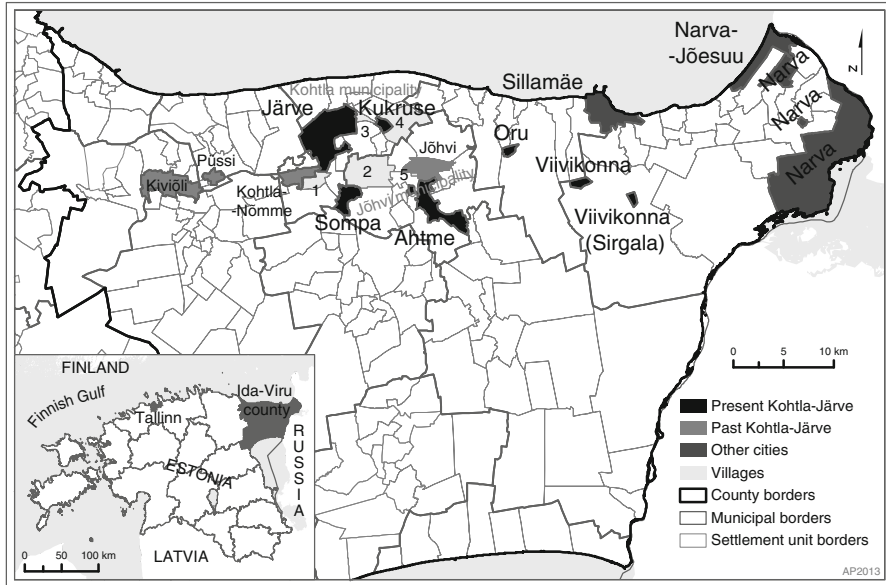 Narva-
-Jõesuu
N
Narva
Narva
Narva
Sillamäe
Kohtla municipality
Järve
Kukruse
3
4
Jõhvi
Oru
Püssi
Kiviõli
Kohtla-
-Nõmme
1
2
5
Jõhvi municipality
Sompa
Ahtme
Viivikonna
Viivikonna
(Sirgala)
0 5 10 km
Present Kohtla-Järve
Past Kohtla-Järve
Other cities
Villages
County borders
Municipal borders
Settlement unit borders
AP2013
FINLAND
Finnish Gulf
Tallinn
Ida-Viru
county
ESTONIA
RUSSIA
LATVIA
0 50 100 km